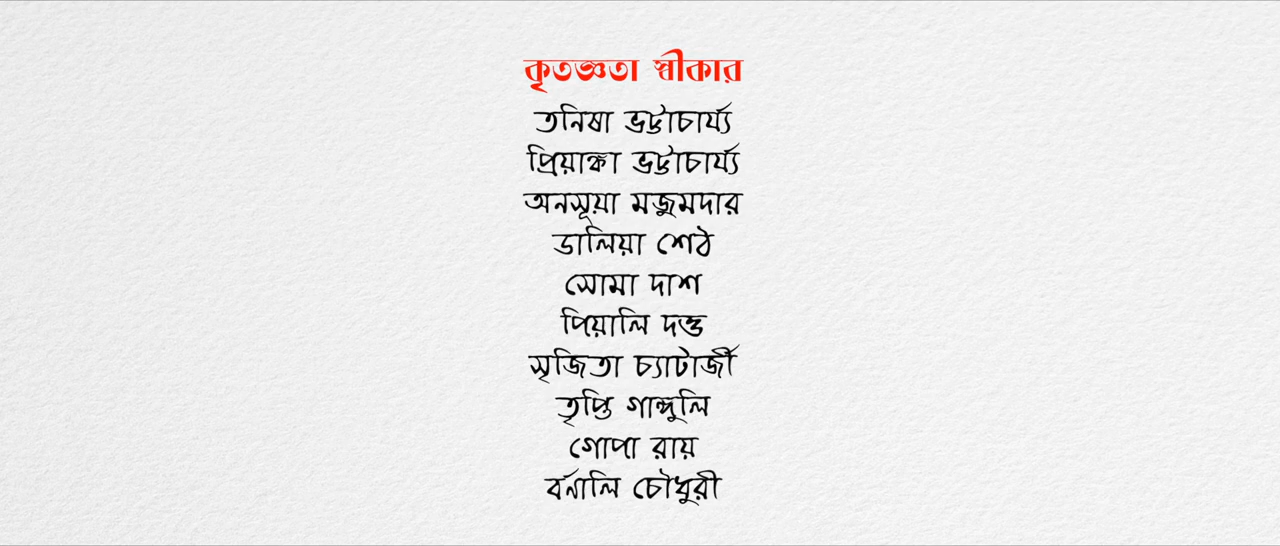 কৃতজ্ঞতা স্বীকার
তনিষা ভট্টাচার্য্য
প্রিয়াঙ্কা ভট্টাচার্য্য
অনসূয়া মজুমদার
ডালিয়া শেঠ
সোমা দাশ
পিয়ালি দত্ত
সৃজিতা চ্যাটার্জী
তৃপ্তি গাঙ্গুলি
গোপা রায়
বর্নালি চৌধুরী